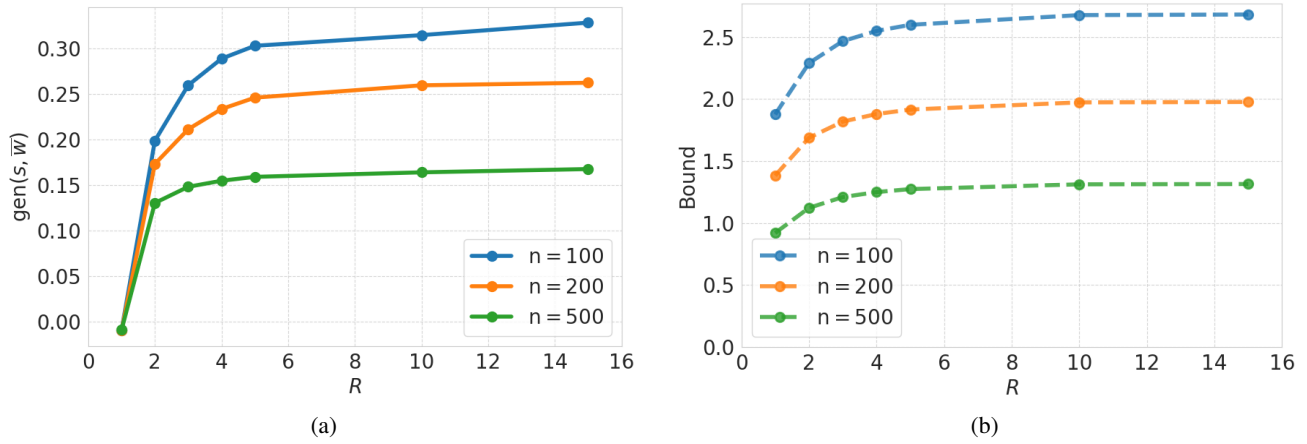 0.30
0.25
0.20
0.15
0.10
0.05
0.00
gen(s, w̅)
n = 100
n = 200
n = 500
0 2 4 6 8 10 12 14 16
R
(a)
2.5
2.0
1.5
1.0
0.5
0.0
Bound
n = 100
n = 200
n = 500
0 2 4 6 8 10 12 14 16
R
(b)